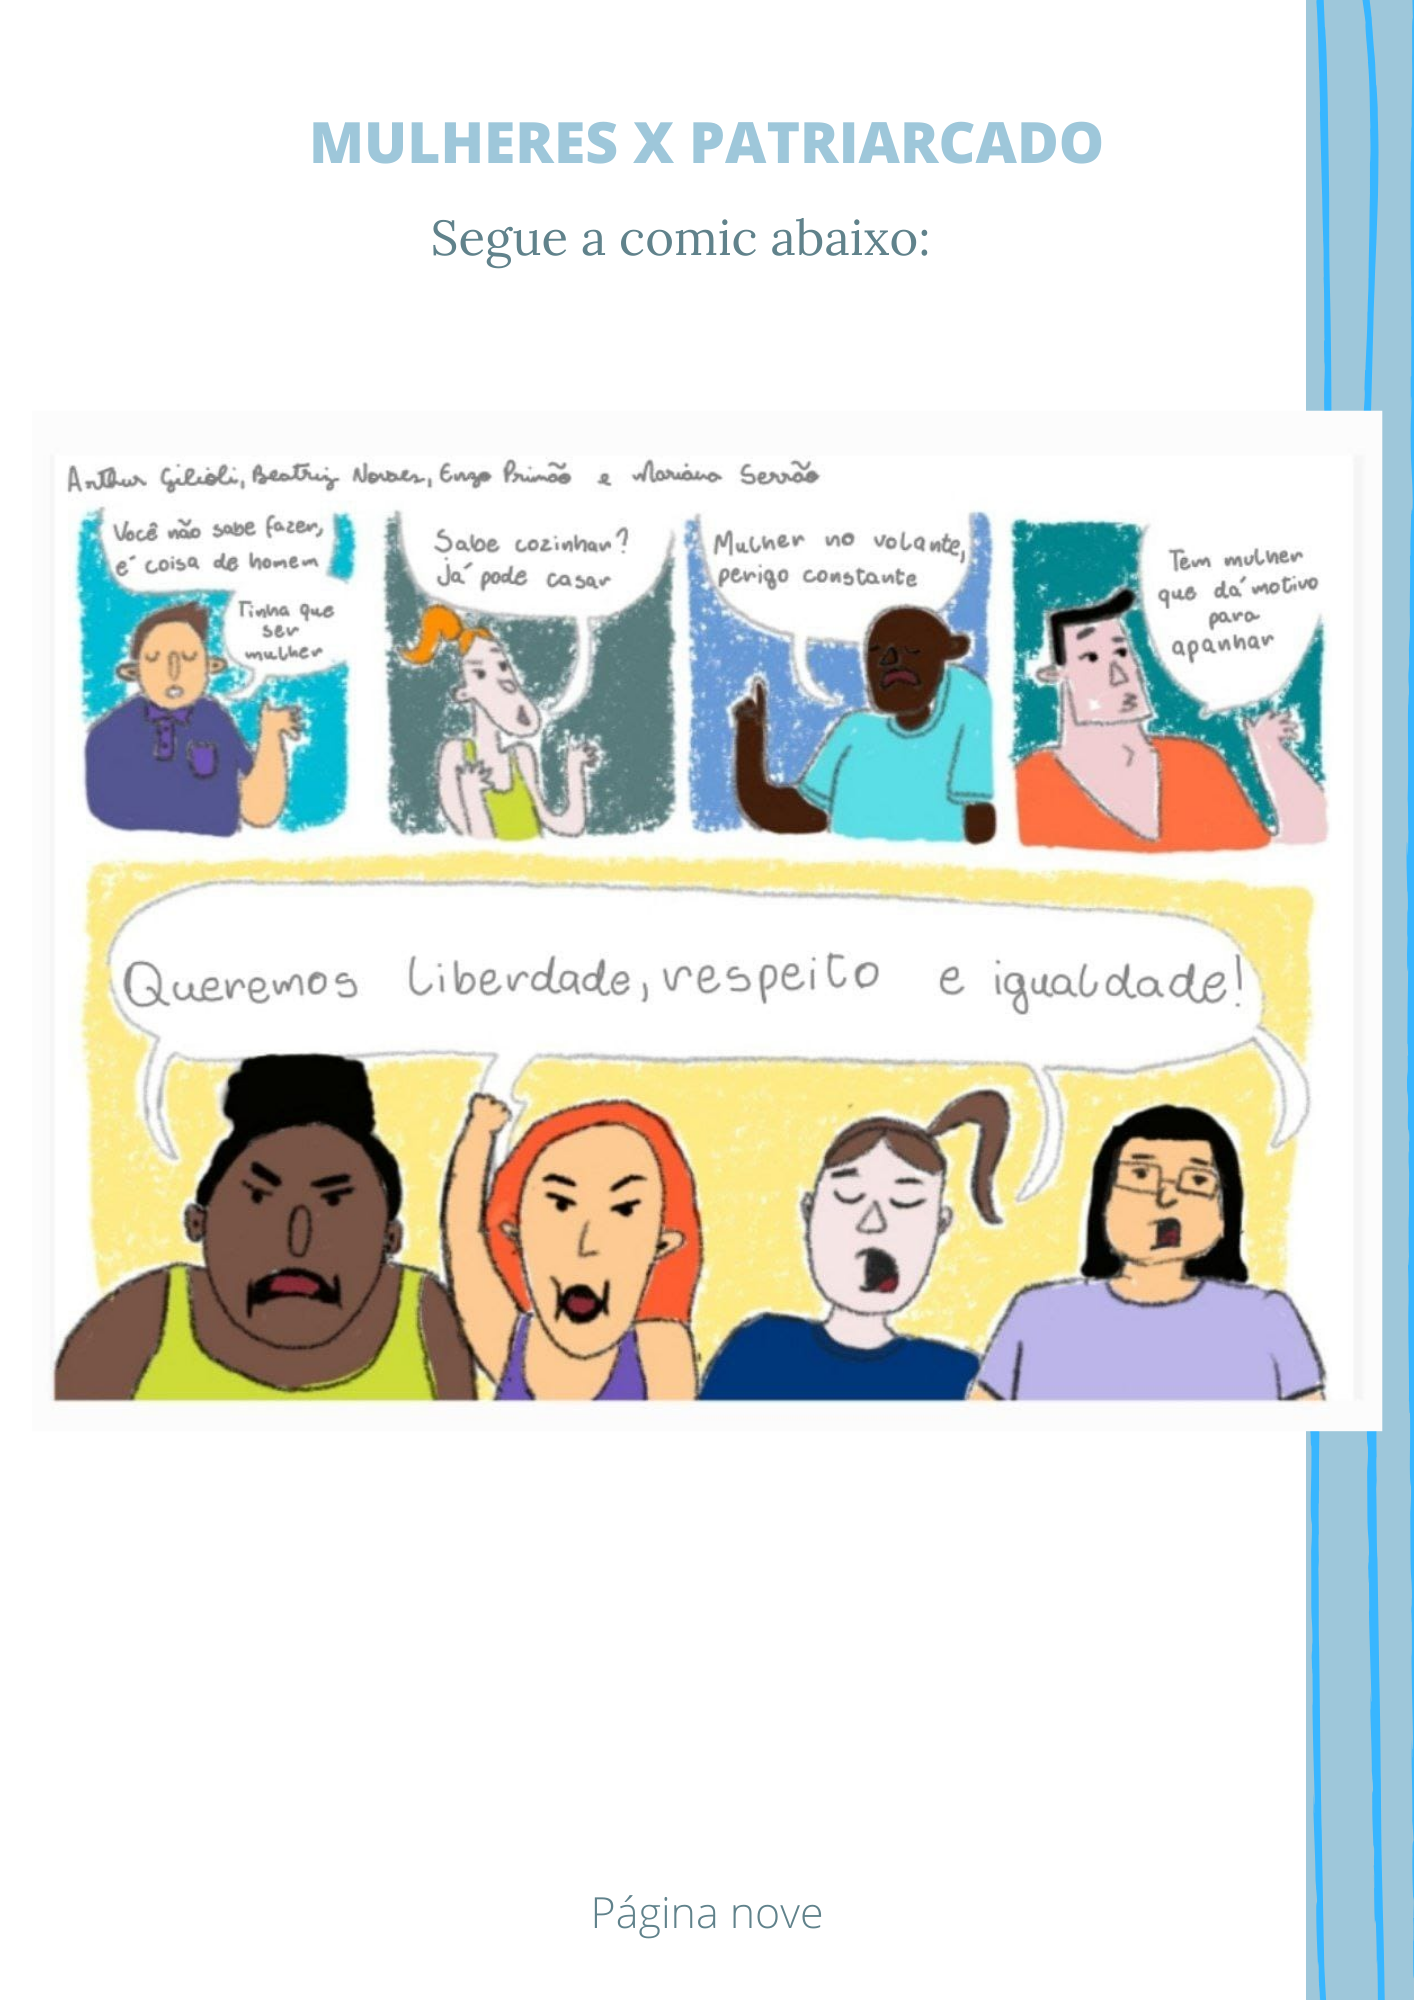 MULHERES X PATRIARCADO
Segue a comic abaixo:
Arthur Gilioli, Beatriz Novaes, Enzo Primão e Mariana Serrão
Você não sabe fazer,
é coisa de homem
Tinha que
ser
mulher
Sabe cozinhar?
Já pode casar
Mulher no volante,
perigo constante
Tem mulher
que dá motivo
para
apanhar
Queremos liberdade, respeito e igualdade!
Página nove